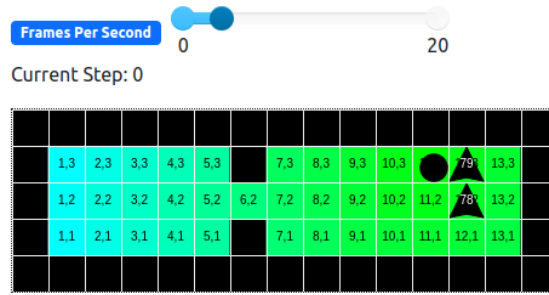 Frames Per Second
0 20
Current Step: 0
1,3 2,3 3,3 4,3 5,3 7,3 8,3 9,3 10,3 79 13,3
1,2 2,2 3,2 4,2 5,2 6,2 7,2 8,2 9,2 10,2 11,2 78 13,2
1,1 2,1 3,1 4,1 5,1 7,1 8,1 9,1 10,1 11,1 12,1 13,1